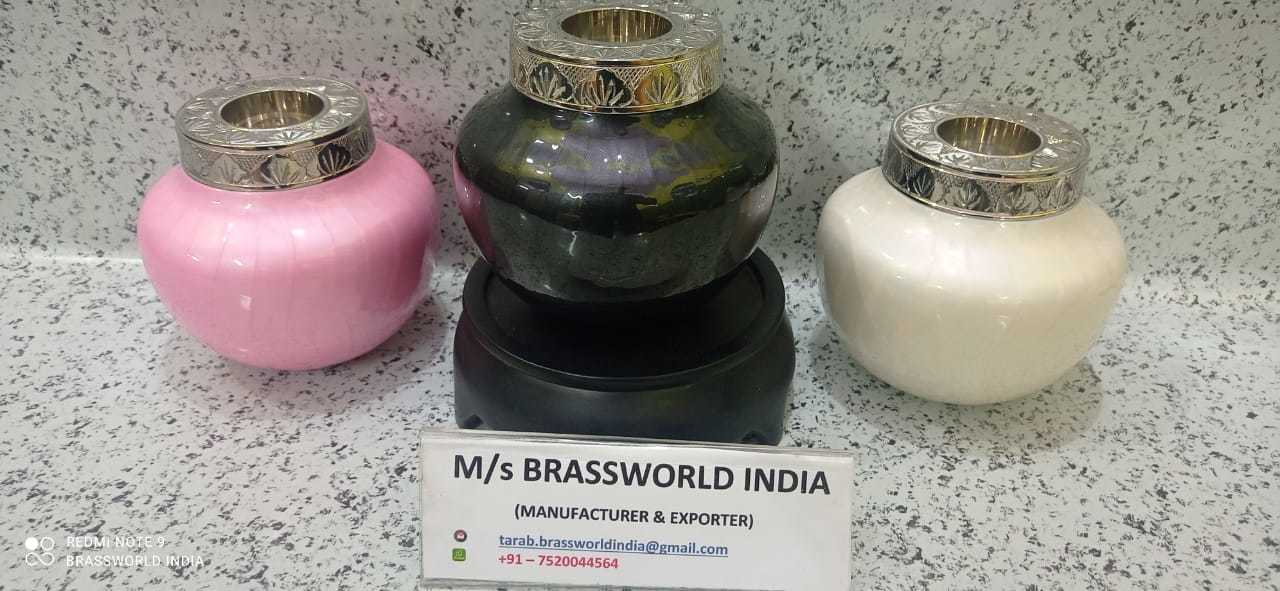 M/s BRASSWORLD INDIA
(MANUFACTURER & EXPORTER)
tarab.brassworldindia@gmail.com
+91 – 7520044564
REDMI NOTE 9
BRASSWORLD INDIA